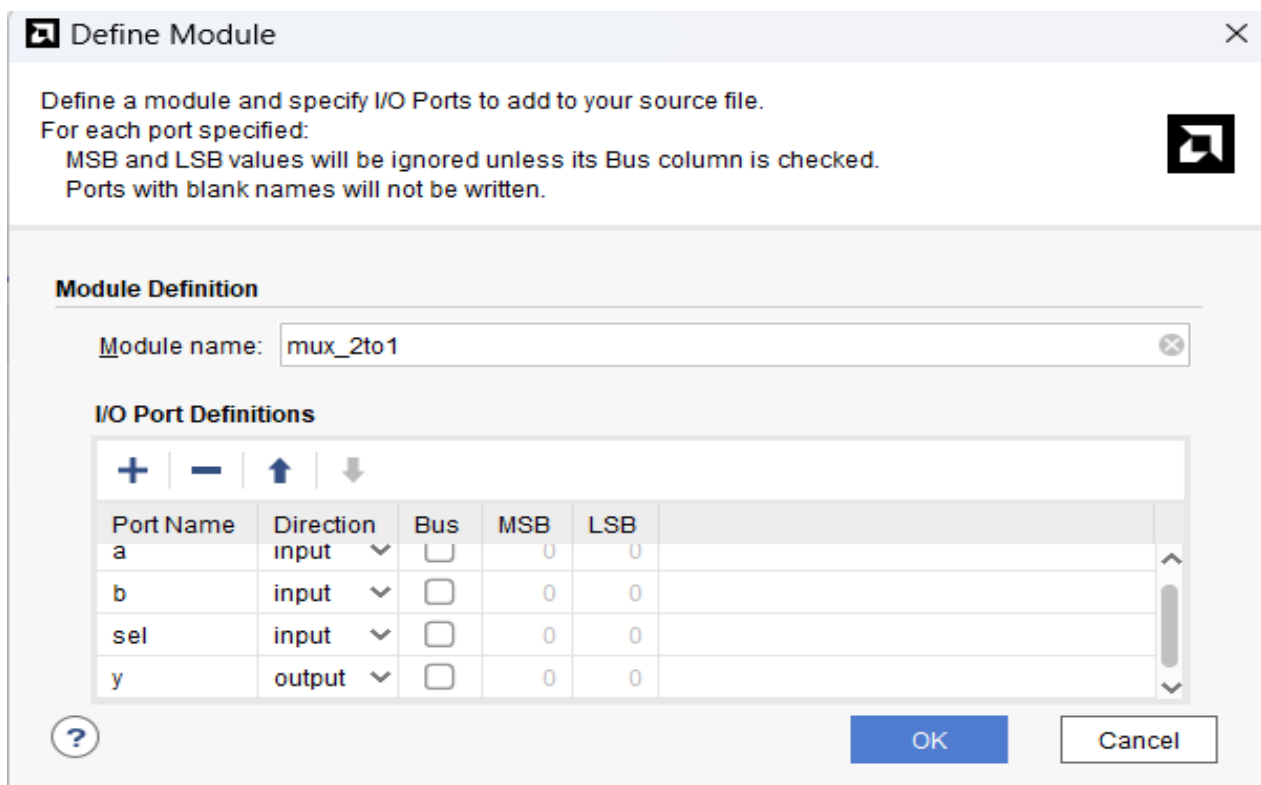 Define Module
Define a module and specify I/O Ports to add to your source file.
For each port specified:
MSB and LSB values will be ignored unless its Bus column is checked.
Ports with blank names will not be written.
Module Definition
Module name: mux_2to1
I/O Port Definitions
Port Name Direction Bus MSB LSB
a input 0 0
b input 0 0
sel input 0 0
y output 0 0
? OK Cancel